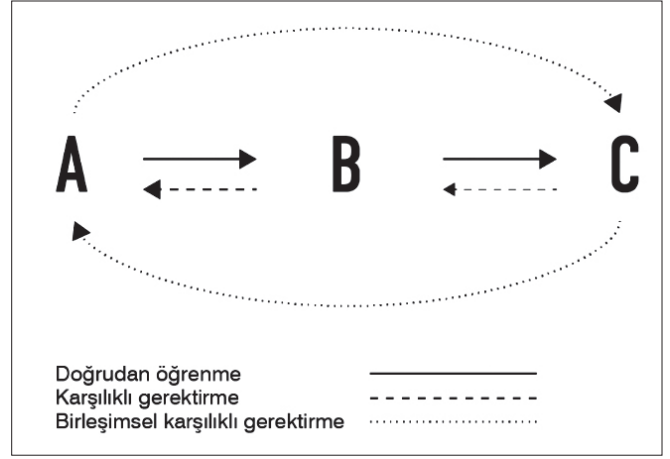 A B C
Doğrudan öğrenme
Karşılıklı gerektirme
Birleşimsel karşılıklı gerektirme